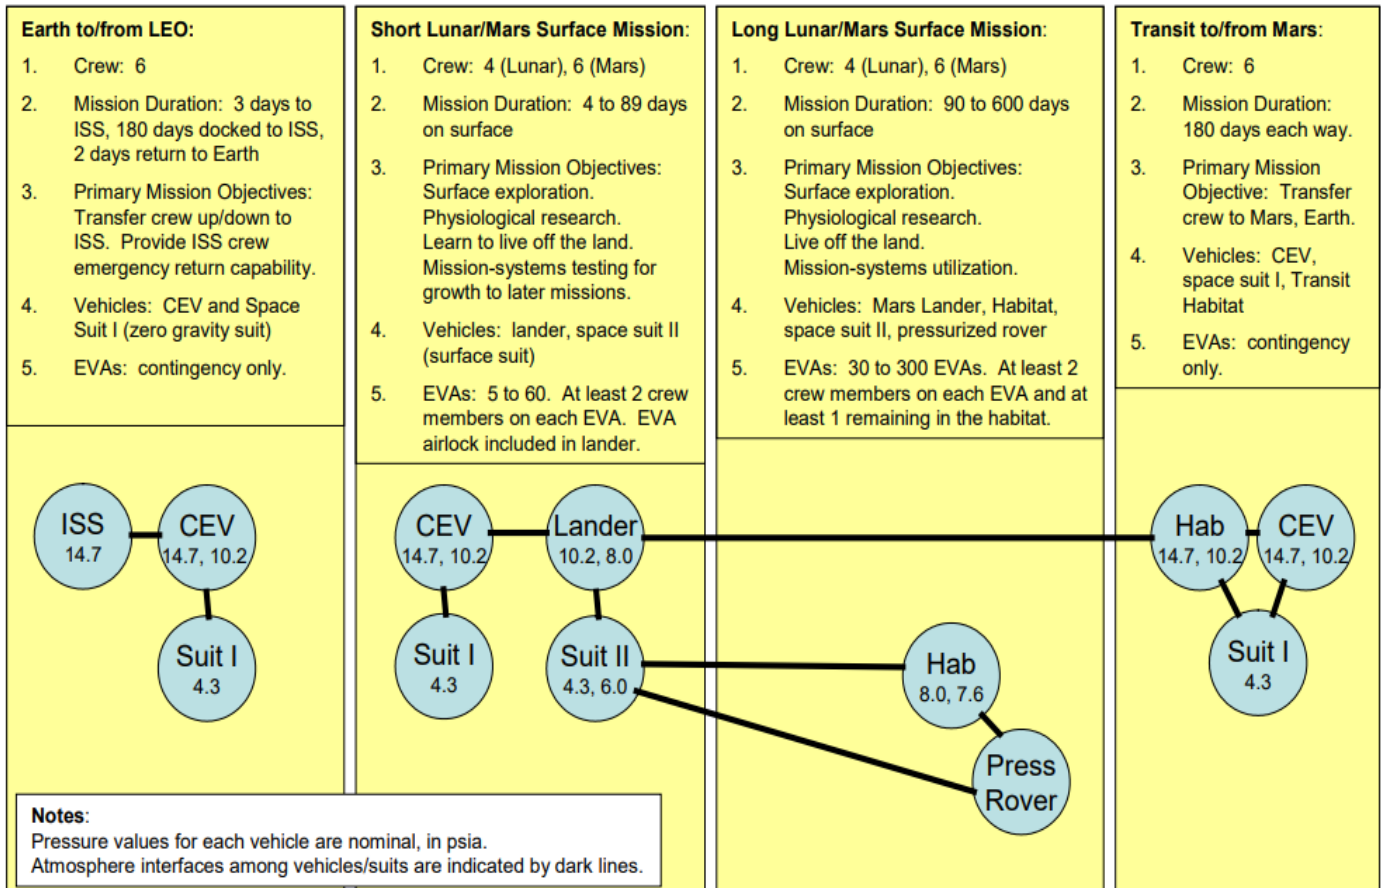 Earth to/from LEO:
1. Crew: 6
2. Mission Duration: 3 days to
ISS, 180 days docked to ISS,
2 days return to Earth
3. Primary Mission Objectives:
Transfer crew up/down to
ISS. Provide ISS crew
emergency return capability.
4. Vehicles: CEV and Space
Suit I (zero gravity suit)
5. EVAs: contingency only.
Short Lunar/Mars Surface Mission:
1. Crew: 4 (Lunar), 6 (Mars)
2. Mission Duration: 4 to 89 days
on surface
3. Primary Mission Objectives:
Surface exploration.
Physiological research.
Learn to live off the land.
Mission-systems testing for
growth to later missions.
4. Vehicles: lander, space suit II
(surface suit)
5. EVAs: 5 to 60. At least 2 crew
members on each EVA. EVA
airlock included in lander.
Long Lunar/Mars Surface Mission:
1. Crew: 4 (Lunar), 6 (Mars)
2. Mission Duration: 90 to 600 days
on surface
3. Primary Mission Objectives:
Surface exploration.
Physiological research.
Live off the land.
Mission-systems utilization.
4. Vehicles: Mars Lander, Habitat,
space suit II, pressurized rover
5. EVAs: 30 to 300 EVAs. At least 2
crew members on each EVA and at
least 1 remaining in the habitat.
Transit to/from Mars:
1. Crew: 6
2. Mission Duration:
180 days each way.
3. Primary Mission
Objective: Transfer
crew to Mars, Earth.
4. Vehicles: CEV,
space suit I, Transit
Habitat
5. EVAs: contingency
only.
ISS
14.7
CEV
14.7, 10.2
Suit I
4.3
CEV
14.7, 10.2
Lander
10.2, 8.0
Suit I
4.3
Suit II
4.3, 6.0
Hab
8.0, 7.6
Press
Rover
Hab
14.7, 10.2
CEV
14.7, 10.2
Suit I
4.3
Notes:
Pressure values for each vehicle are nominal, in psia.
Atmosphere interfaces among vehicles/suits are indicated by dark lines.